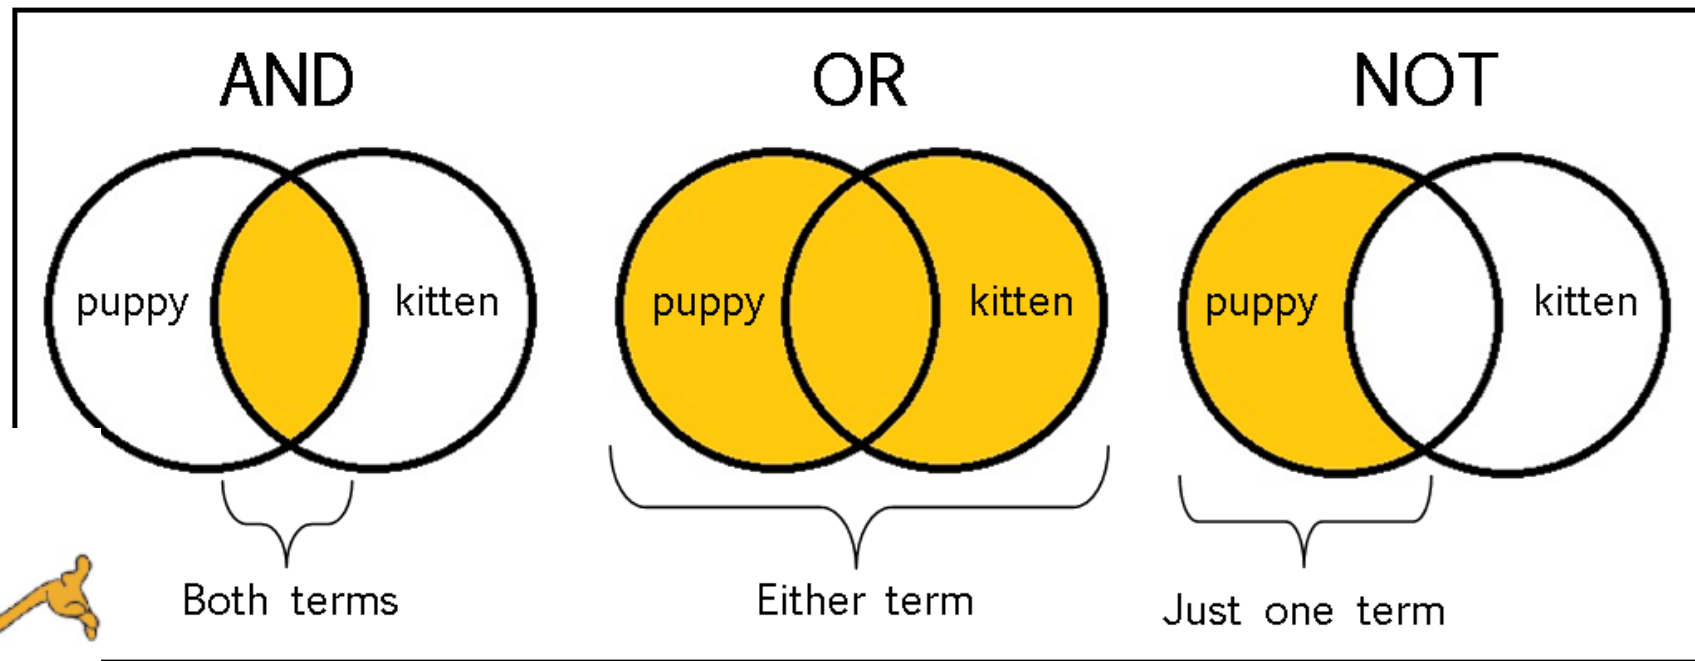 AND
puppy
kitten
Both terms
OR
puppy
kitten
Either term
NOT
puppy
kitten
Just one term